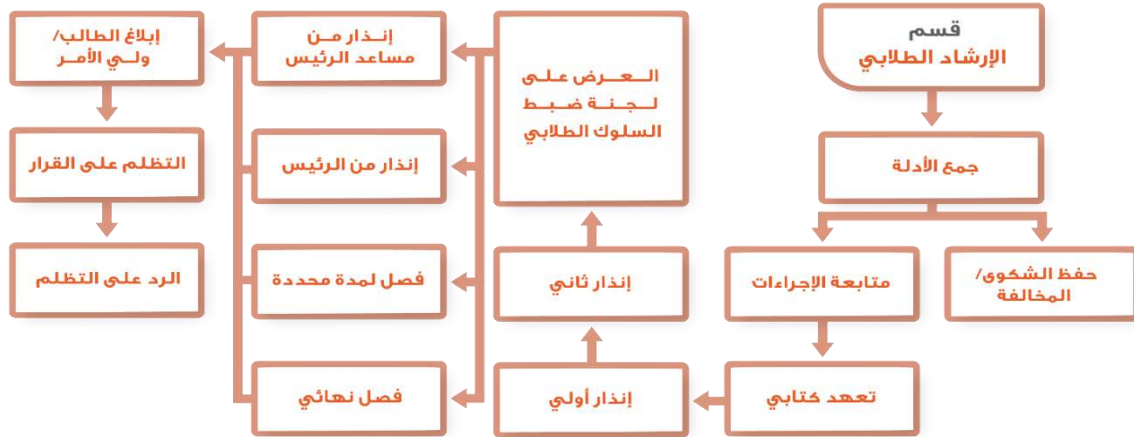 قسم
الإرشاد الطلابي
جمع الأدلة
حفظ الشكوى/
المخالفة
متابعة الإجراءات
تعهد كتابي
إنذار أولي
إنذار ثاني
العرض على
لجنة ضبط
السلوك الطلابي
إنذار من
مساعد الرئيس
إنذار من الرئيس
فصل لمدة محددة
فصل نهائي
إبلاغ الطالب/
ولي الأمر
التظلم على القرار
الرد على التظلم